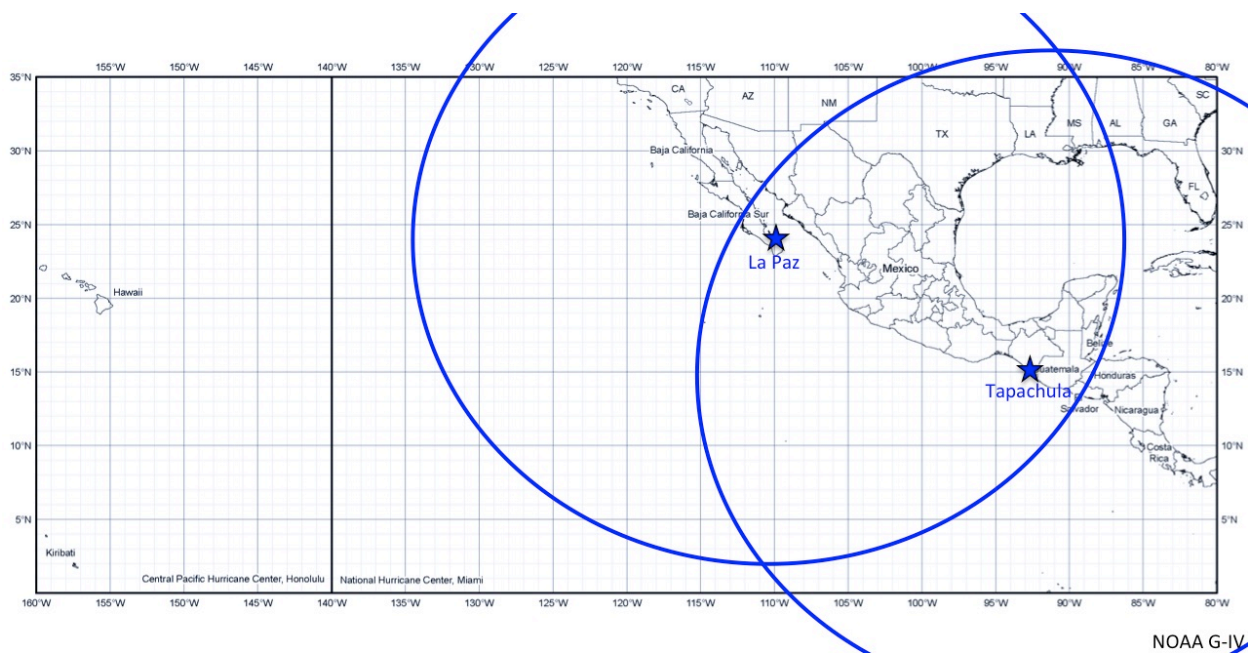 155°W 150°W 145°W 140°W 135°W 130°W 125°W 120°W 115°W 110°W 105°W 100°W 95°W 90°W 85°W 80°W
35°N
CA AZ NM SC
TX LA MS AL GA
30°N Baja California 30°N
FL
25°N Baja California Sur 25°N
La Paz
Mexico
Hawaii
20°N 20°N
Belize
15°N Guatemala Honduras 15°N
Tapachula
El Salvador Nicaragua
10°N Costa Rica 10°N
5°N 5°N
Kiribati
Central Pacific Hurricane Center, Honolulu National Hurricane Center, Miami
160°W 155°W 150°W 145°W 140°W 135°W 130°W 125°W 120°W 115°W 110°W 105°W 100°W 95°W 90°W 85°W 80°W
NOAA G-IV